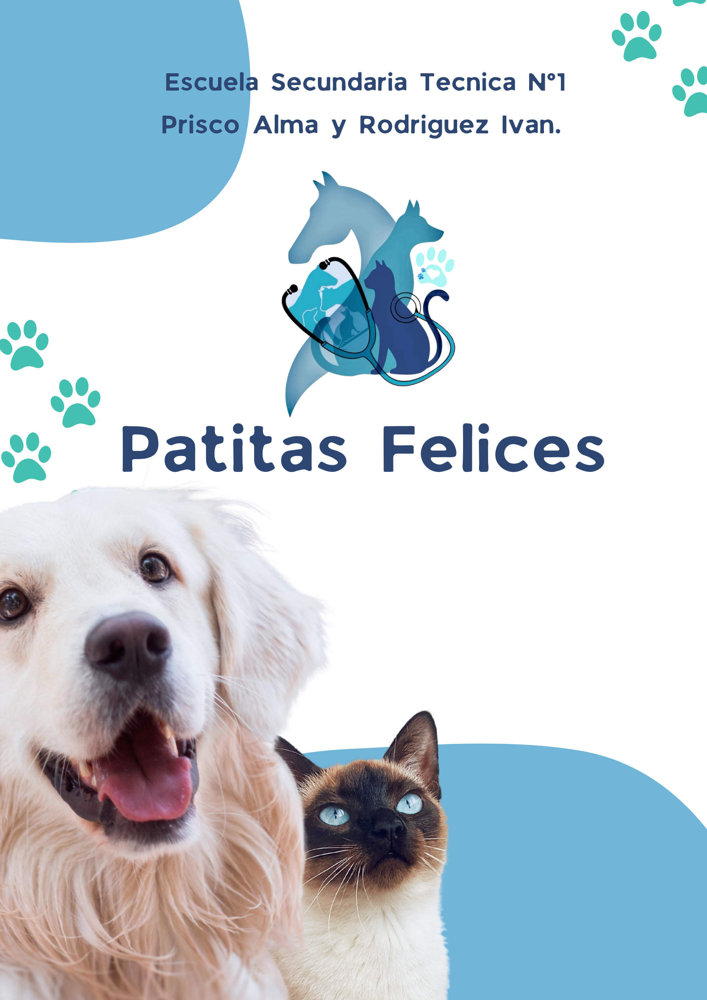 Escuela Secundaria Tecnica N°1
Prisco Alma y Rodriguez Ivan.
Patitas Felices